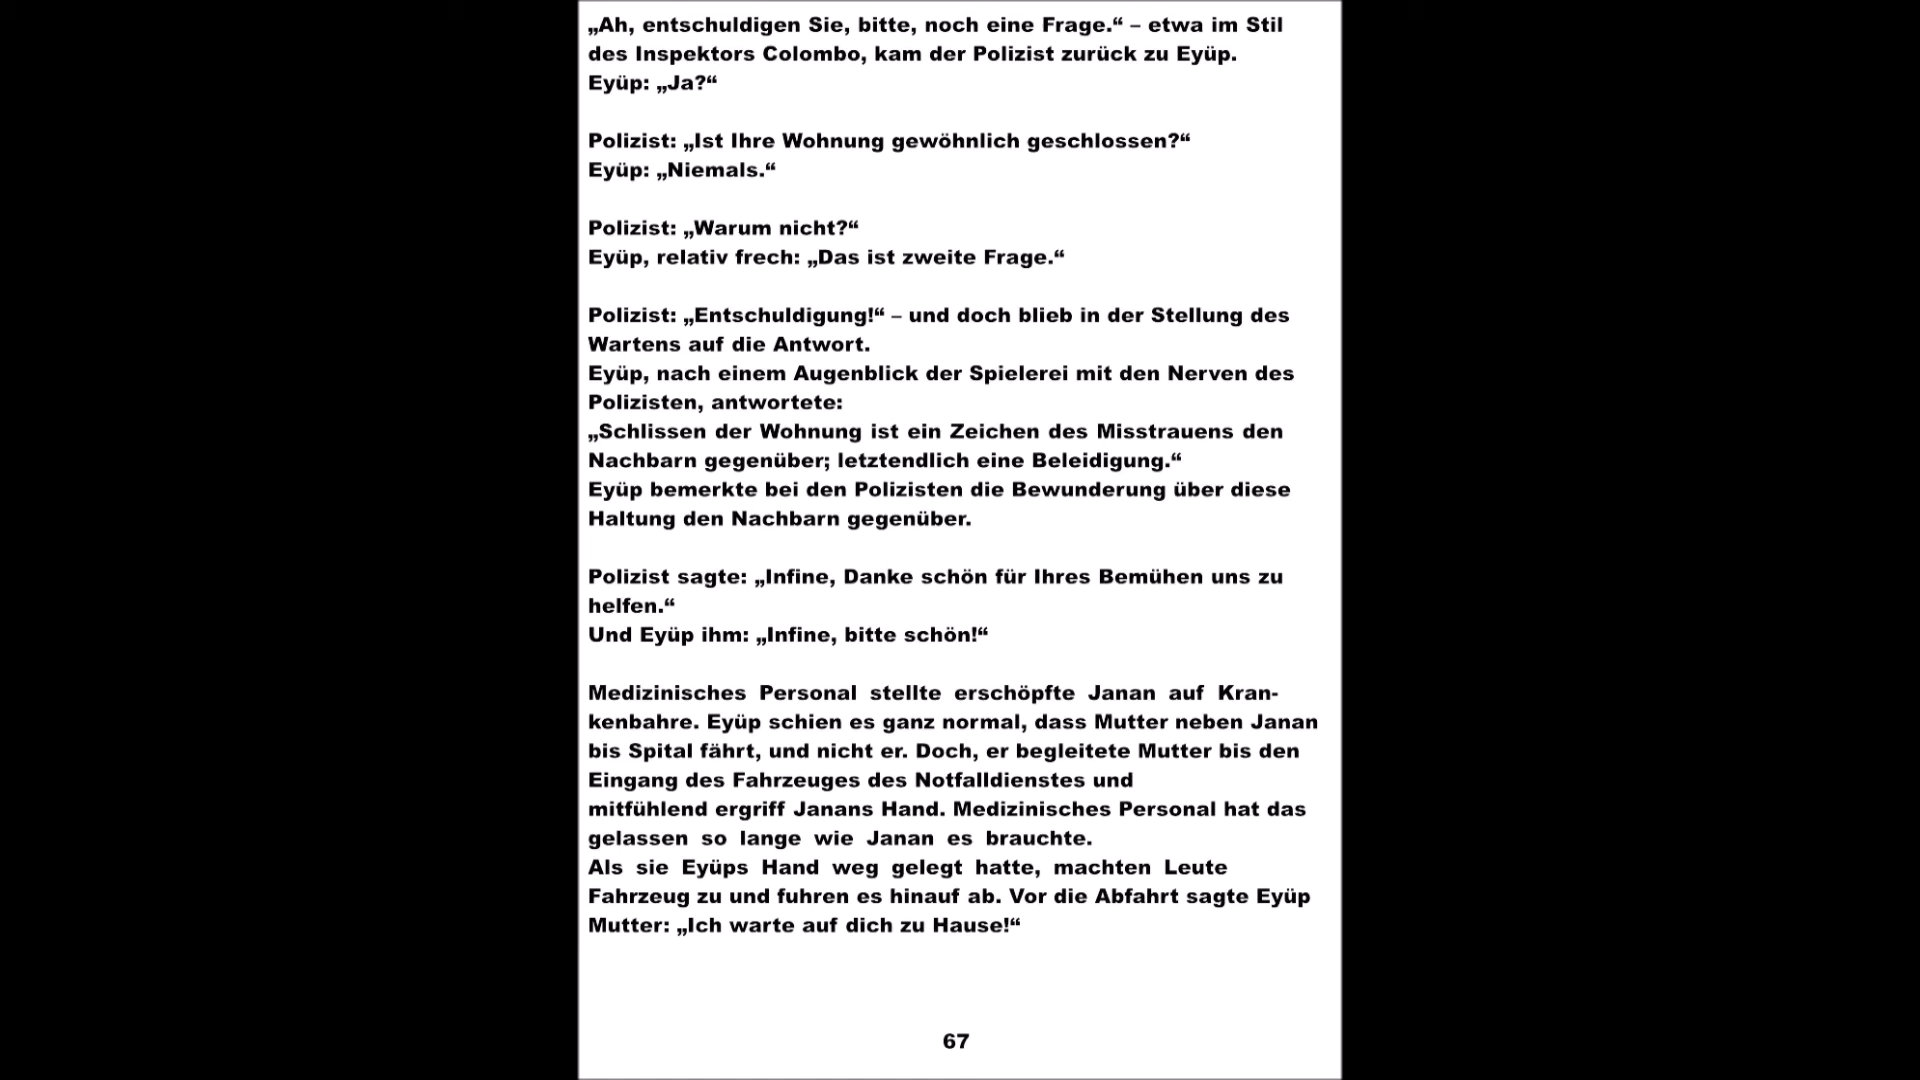 „Ah, entschuldigen Sie, bitte, noch eine Frage.“ – etwa im Stil
des Inspektors Colombo, kam der Polizist zurück zu Eyüp.
Eyüp: „Ja?“
Polizist: „Ist Ihre Wohnung gewöhnlich geschlossen?“
Eyüp: „Niemals.“
Polizist: „Warum nicht?“
Eyüp, relativ frech: „Das ist zweite Frage.“
Polizist: „Entschuldigung!“ – und doch blieb in der Stellung des
Wartens auf die Antwort.
Eyüp, nach einem Augenblick der Spielerei mit den Nerven des
Polizisten, antwortete:
„Schlissen der Wohnung ist ein Zeichen des Misstrauens den
Nachbarn gegenüber; letztendlich eine Beleidigung.“
Eyüp bemerkte bei den Polizisten die Bewunderung über diese
Haltung den Nachbarn gegenüber.
Polizist sagte: „Infine, Danke schön für Ihres Bemühen uns zu
helfen.“
Und Eyüp ihm: „Infine, bitte schön!“
Medizinisches Personal stellte erschöpfte Janan auf Kran-
kenbahre. Eyüp schien es ganz normal, dass Mutter neben Janan
bis Spital fährt, und nicht er. Doch, er begleitete Mutter bis den
Eingang des Fahrzeuges des Notfalldienstes und
mitfühlend ergriff Janans Hand. Medizinisches Personal hat das
gelassen so lange wie Janan es brauchte.
Als sie Eyüps Hand weg gelegt hatte, machten Leute
Fahrzeug zu und fuhren es hinauf ab. Vor die Abfahrt sagte Eyüp
Mutter: „Ich warte auf dich zu Hause!“
67